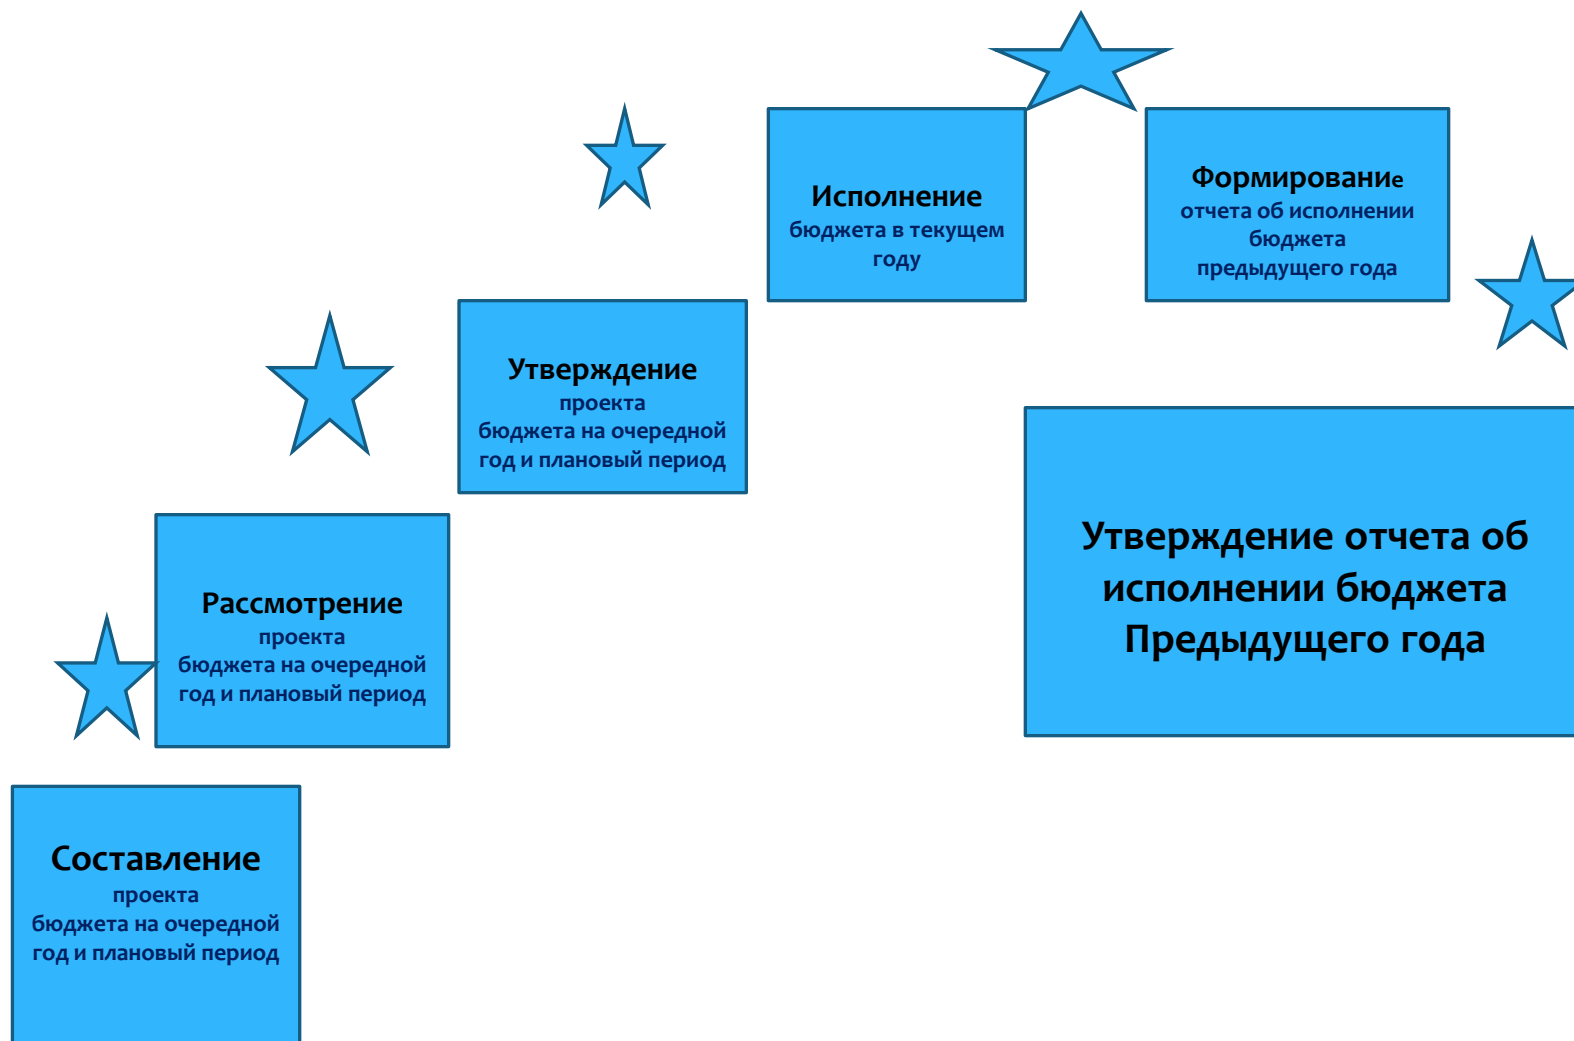 Составление
проекта
бюджета на очередной
год и плановый период
Рассмотрение
проекта
бюджета на очередной
год и плановый период
Утверждение
проекта
бюджета на очередной
год и плановый период
Исполнение
бюджета в текущем
году
Формирование
отчета об исполнении
бюджета
предыдущего года
Утверждение отчета об
исполнении бюджета
Предыдущего года